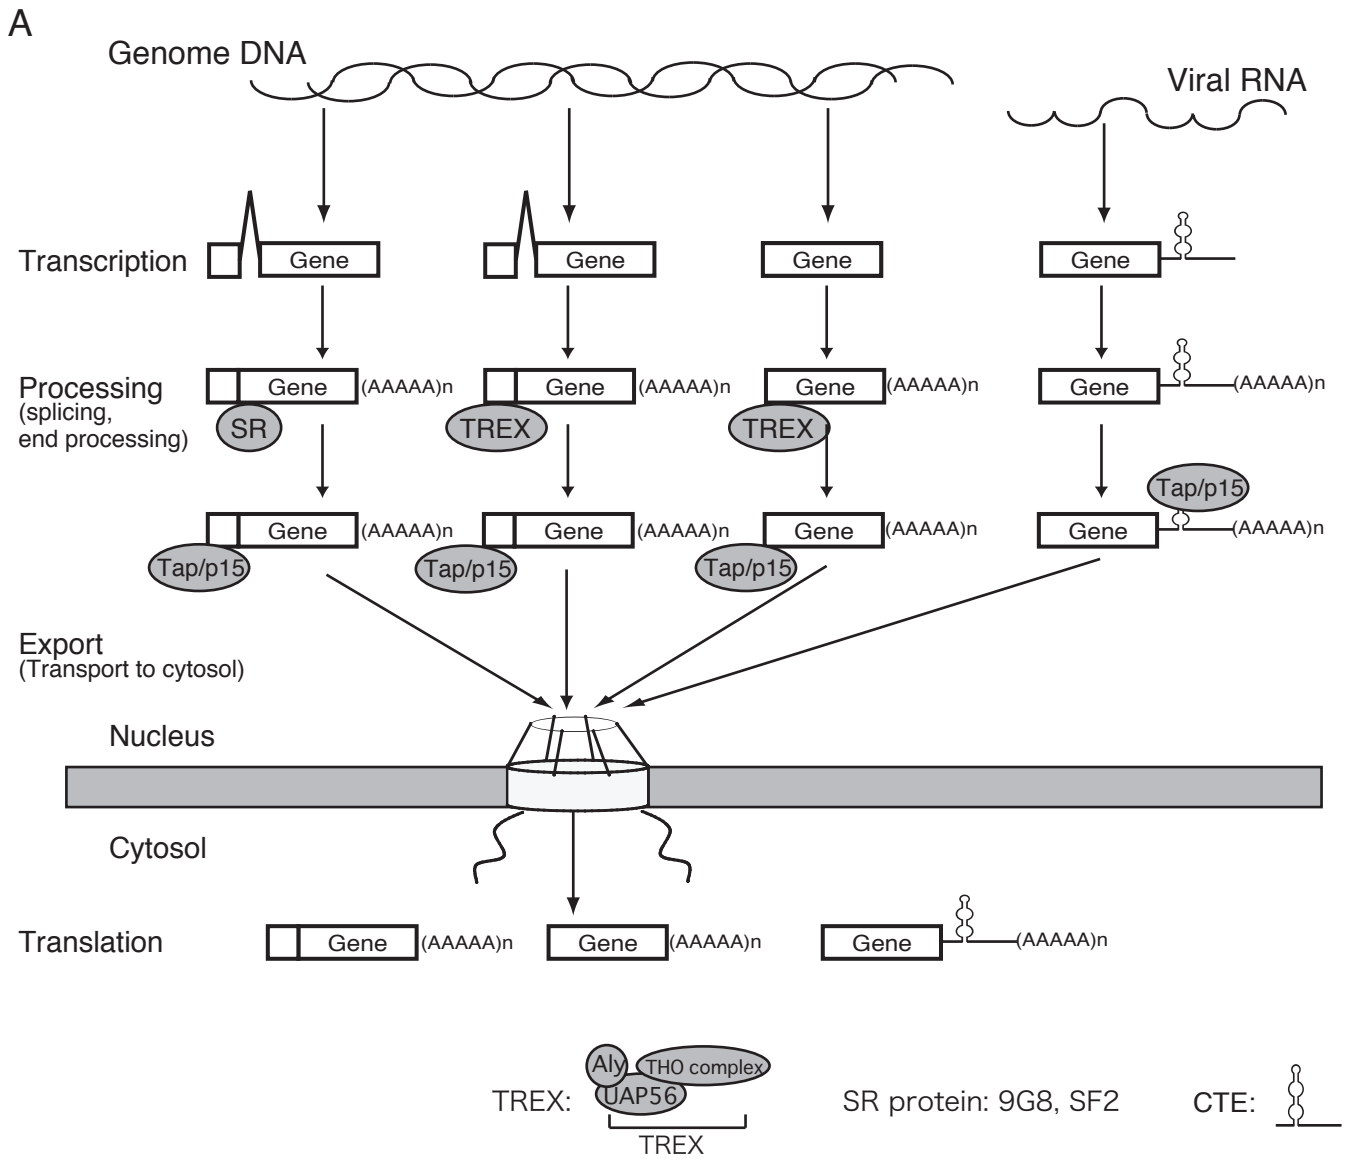 A
Genome DNA
Viral RNA
Transcription
Gene
Gene
Gene
Gene
Processing
(splicing,
end processing)
Gene
(AAAAA)n
Gene
(AAAAA)n
Gene
(AAAAA)n
Gene
(AAAAA)n
SR
TREX
TREX
Tap/p15
Gene
(AAAAA)n
Gene
(AAAAA)n
Gene
(AAAAA)n
Gene
(AAAAA)n
Tap/p15
Tap/p15
Tap/p15
Export
(Transport to cytosol)
Nucleus
Cytosol
Translation
Gene
(AAAAA)n
Gene
(AAAAA)n
Gene
(AAAAA)n
TREX:
Aly
THO complex
UAP56
TREX
SR protein: 9G8, SF2
CTE: